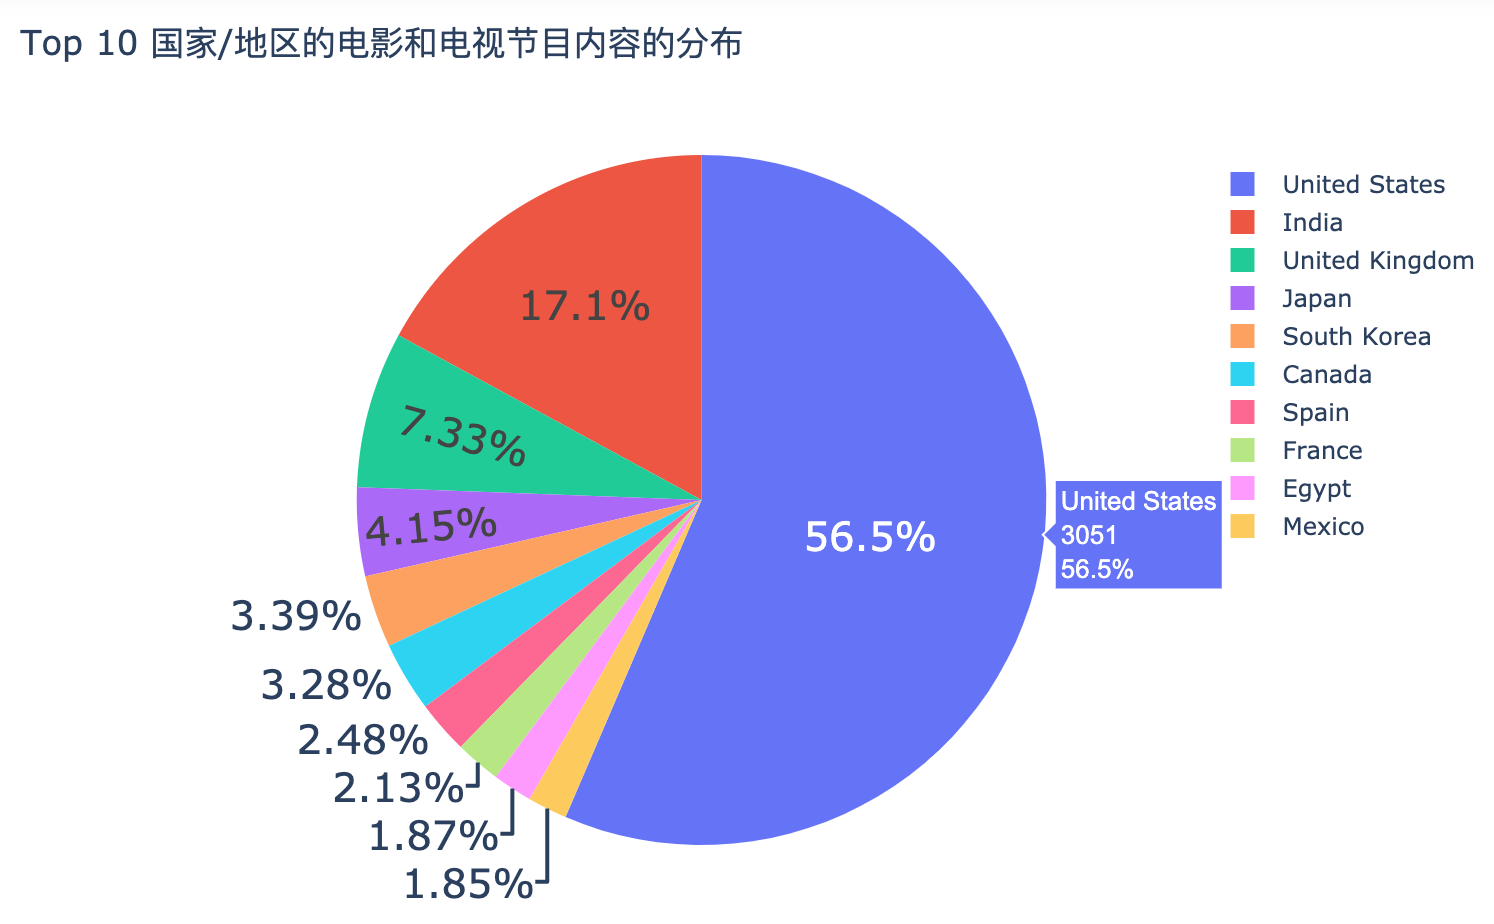 Top 10 国家/地区的电影和电视节目内容的分布
United States
India
United Kingdom
Japan
South Korea
Canada
Spain
France
Egypt
Mexico
17.1%
7.33%
4.15%
3.39%
3.28%
2.48%
2.13%
1.87%
1.85%
56.5%
United States
3051
56.5%